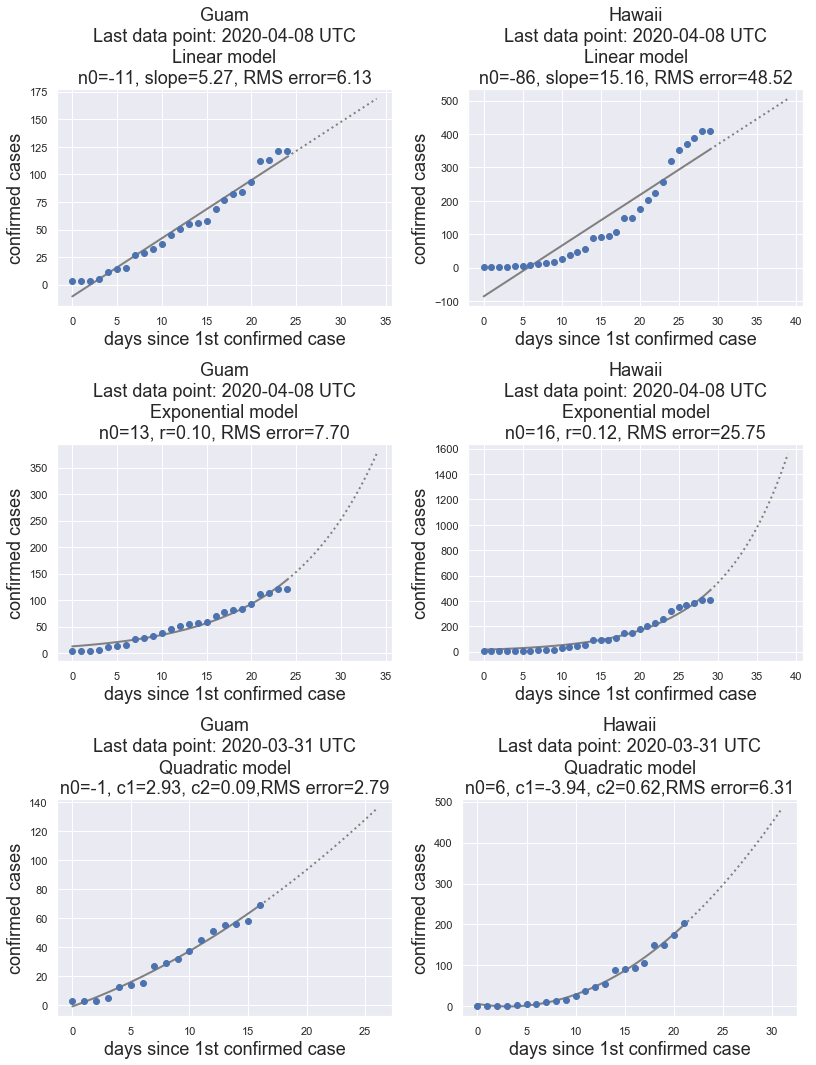 Guam
Last data point: 2020-04-08 UTC
Linear model
n0=-11, slope=5.27, RMS error=6.13
175
150
125
100
75
50
25
0
confirmed cases
0 5 10 15 20 25 30 35
days since 1st confirmed case
Hawaii
Last data point: 2020-04-08 UTC
Linear model
n0=-86, slope=15.16, RMS error=48.52
500
400
300
200
100
0
−100
confirmed cases
0 5 10 15 20 25 30 35 40
days since 1st confirmed case
Guam
Last data point: 2020-04-08 UTC
Exponential model
n0=13, r=0.10, RMS error=7.70
350
300
250
200
150
100
50
0
confirmed cases
0 5 10 15 20 25 30 35
days since 1st confirmed case
Hawaii
Last data point: 2020-04-08 UTC
Exponential model
n0=16, r=0.12, RMS error=25.75
1600
1400
1200
1000
800
600
400
200
0
confirmed cases
0 5 10 15 20 25 30 35 40
days since 1st confirmed case
Guam
Last data point: 2020-03-31 UTC
Quadratic model
n0=-1, c1=2.93, c2=0.09,RMS error=2.79
140
120
100
80
60
40
20
0
confirmed cases
0 5 10 15 20 25
days since 1st confirmed case
Hawaii
Last data point: 2020-03-31 UTC
Quadratic model
n0=6, c1=-3.94, c2=0.62,RMS error=6.31
500
400
300
200
100
0
confirmed cases
0 5 10 15 20 25 30
days since 1st confirmed case